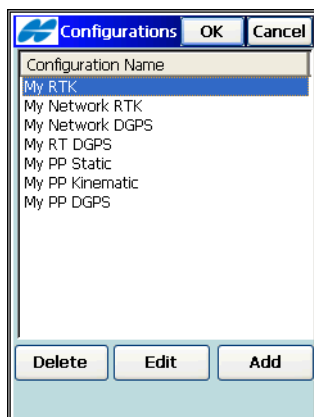 Configurations OK Cancel
Configuration Name
My RTK
My Network RTK
My Network DGPS
My RT DGPS
My PP Static
My PP Kinematic
My PP DGPS
Delete Edit Add